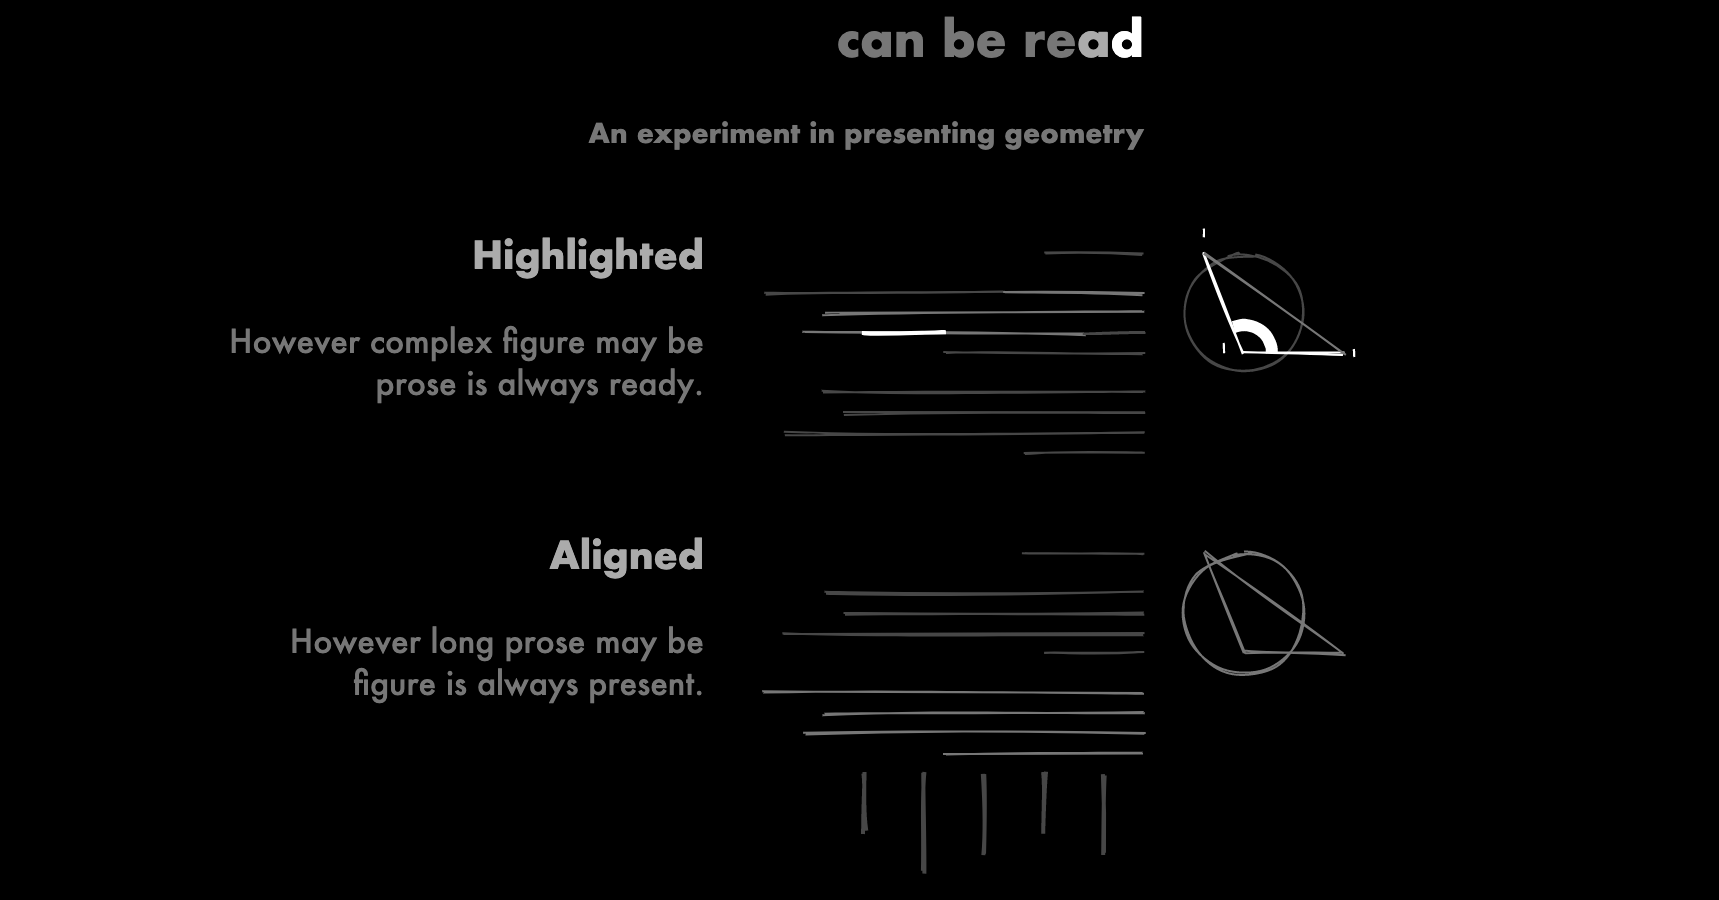 can be read
An experiment in presenting geometry
Highlighted
However complex figure may be
prose is always ready.
Aligned
However long prose may be
figure is always present.